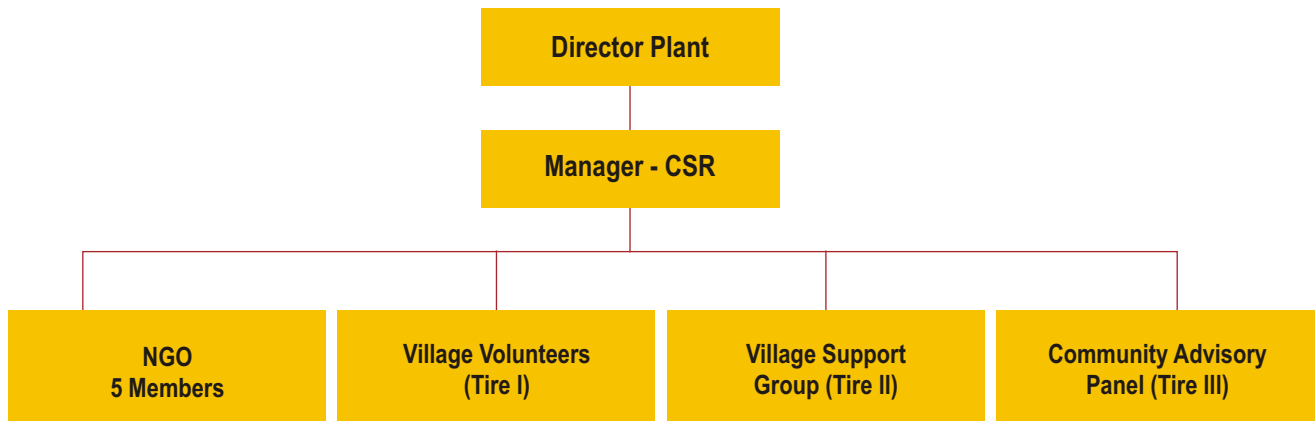 Director Plant
Manager - CSR
NGO
5 Members
Village Volunteers
(Tire I)
Village Support
Group (Tire II)
Community Advisory
Panel (Tire III)